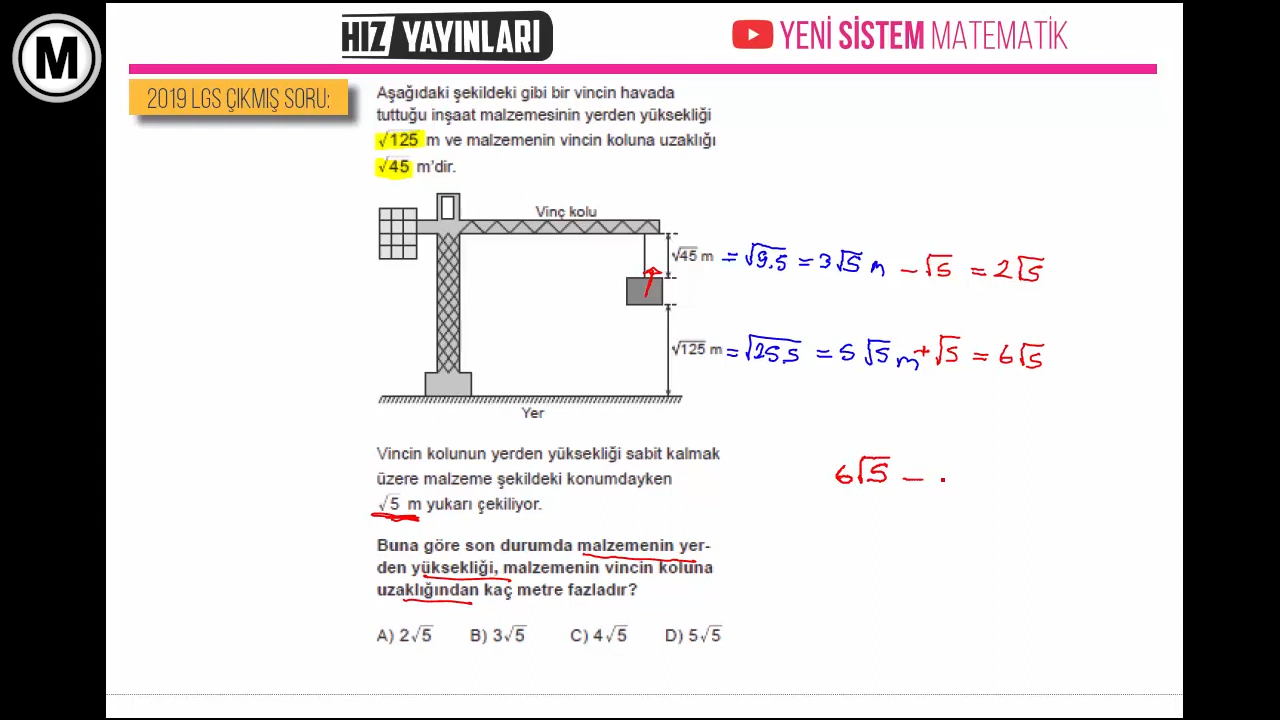 M
HIZ YAYINLARI
YENİ SİSTEM MATEMATİK
2019 LGS ÇIKMIŞ SORU:
Aşağıdaki şekildeki gibi bir vincin havada
tuttuğu inşaat malzemesinin yerden yüksekliği
√125 m ve malzemenin vincin koluna uzaklığı
√45 m'dir.
Vinç kolu
√45 m = √9.5 = 3√5 m - √5 = 2√5
√125 m = √25.5 = 5√5 m + √5 = 6√5
Yer
Vincin kolunun yerden yüksekliği sabit kalmak
üzere malzeme şekildeki konumdayken
√5 m yukarı çekiliyor.
6√5 - .
Buna göre son durumda malzemenin yer-
den yüksekliği, malzemenin vincin koluna
uzaklığından kaç metre fazladır?
A) 2√5 B) 3√5 C) 4√5 D) 5√5